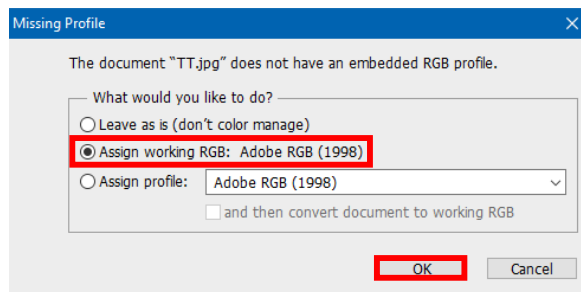 Missing Profile
The document “TT.jpg” does not have an embedded RGB profile.
What would you like to do?
Leave as is (don't color manage)
Assign working RGB: Adobe RGB (1998)
Assign profile: Adobe RGB (1998)
and then convert document to working RGB
OK Cancel